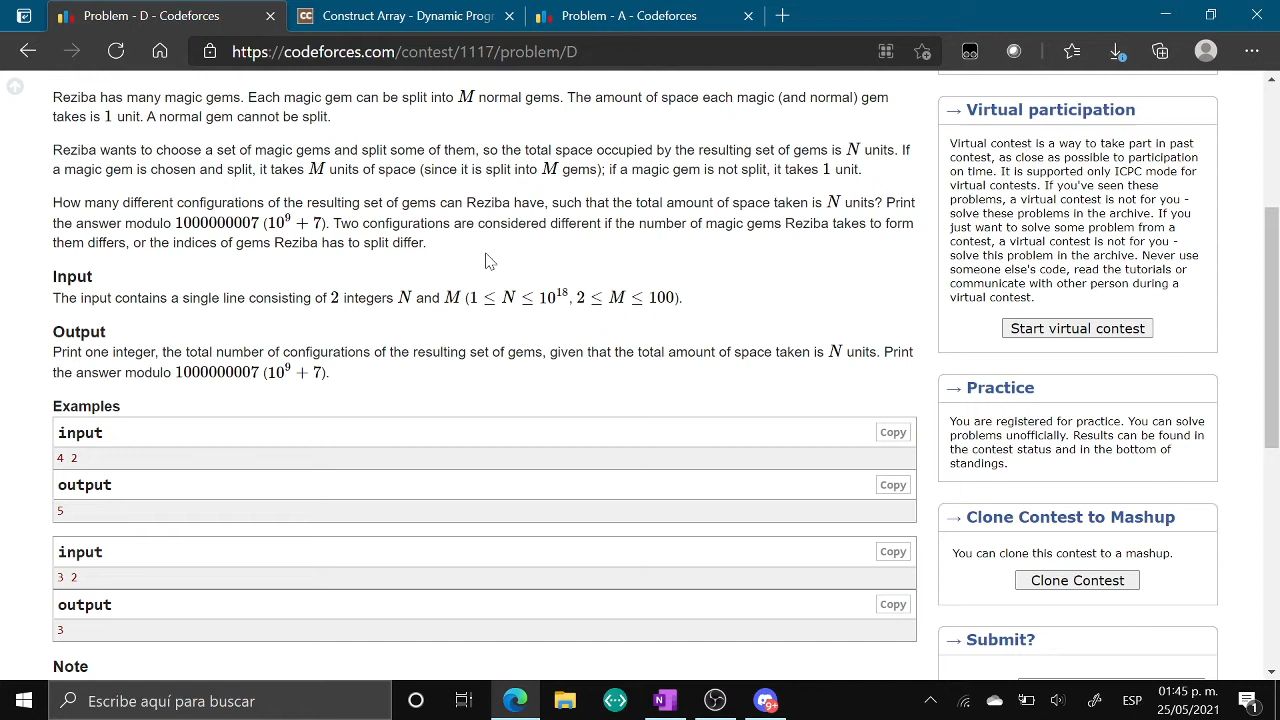 Problem - D - Codeforces
Construct Array - Dynamic Progr
Problem - A - Codeforces
https://codeforces.com/contest/1117/problem/D
Reziba has many magic gems. Each magic gem can be split into M normal gems. The amount of space each magic (and normal) gem
takes is 1 unit. A normal gem cannot be split.
Reziba wants to choose a set of magic gems and split some of them, so the total space occupied by the resulting set of gems is N units. If
a magic gem is chosen and split, it takes M units of space (since it is split into M gems); if a magic gem is not split, it takes 1 unit.
How many different configurations of the resulting set of gems can Reziba have, such that the total amount of space taken is N units? Print
the answer modulo 1000000007 (10⁹ + 7). Two configurations are considered different if the number of magic gems Reziba takes to form
them differs, or the indices of gems Reziba has to split differ.
Input
The input contains a single line consisting of 2 integers N and M (1 ≤ N ≤ 10¹⁸, 2 ≤ M ≤ 100).
Output
Print one integer, the total number of configurations of the resulting set of gems, given that the total amount of space taken is N units. Print
the answer modulo 1000000007 (10⁹ + 7).
Examples
input
Copy
4 2
output
Copy
5
input
Copy
3 2
output
Copy
3
Note
→ Virtual participation
Virtual contest is a way to take part in past
contest, as close as possible to participation
on time. It is supported only ICPC mode for
virtual contests. If you've seen these
problems, a virtual contest is not for you -
solve these problems in the archive. If you
just want to solve some problem from a
contest, a virtual contest is not for you -
solve this problem in the archive. Never use
someone else's code, read the tutorials or
communicate with other person during a
virtual contest.
Start virtual contest
→ Practice
You are registered for practice. You can solve
problems unofficially. Results can be found in
the contest status and in the bottom of
standings.
→ Clone Contest to Mashup
You can clone this contest to a mashup.
Clone Contest
→ Submit?
Escribe aquí para buscar
9+
ESP
01:45 p. m.
25/05/2021
1